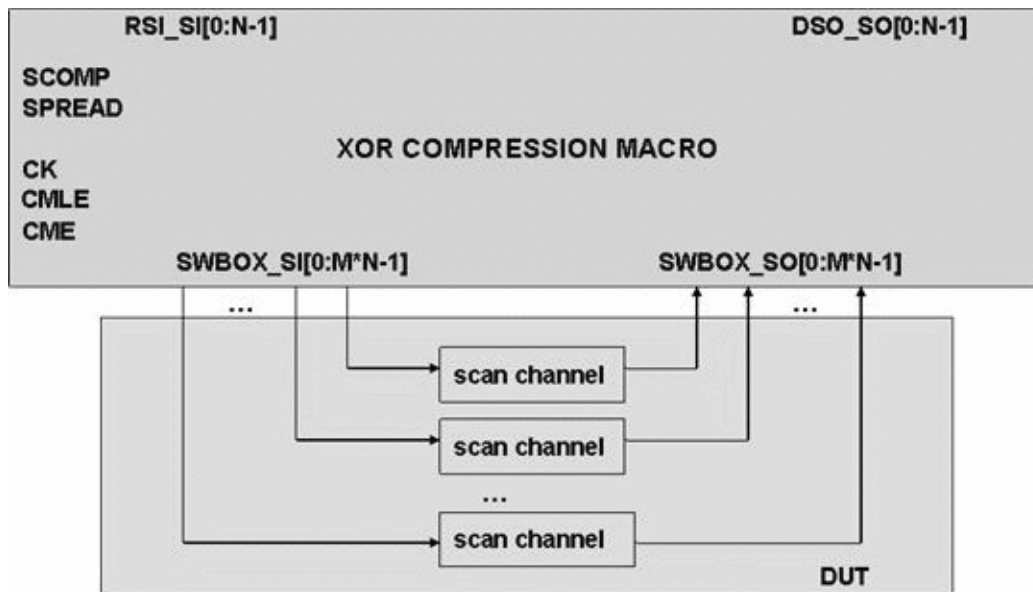 RSI_SI[0:N-1] DSO_SO[0:N-1]
SCOMP
SPREAD
XOR COMPRESSION MACRO
CK
CMLE
CME
SWBOX_SI[0:M*N-1] SWBOX_SO[0:M*N-1]
... ...
scan channel
scan channel
...
scan channel
DUT